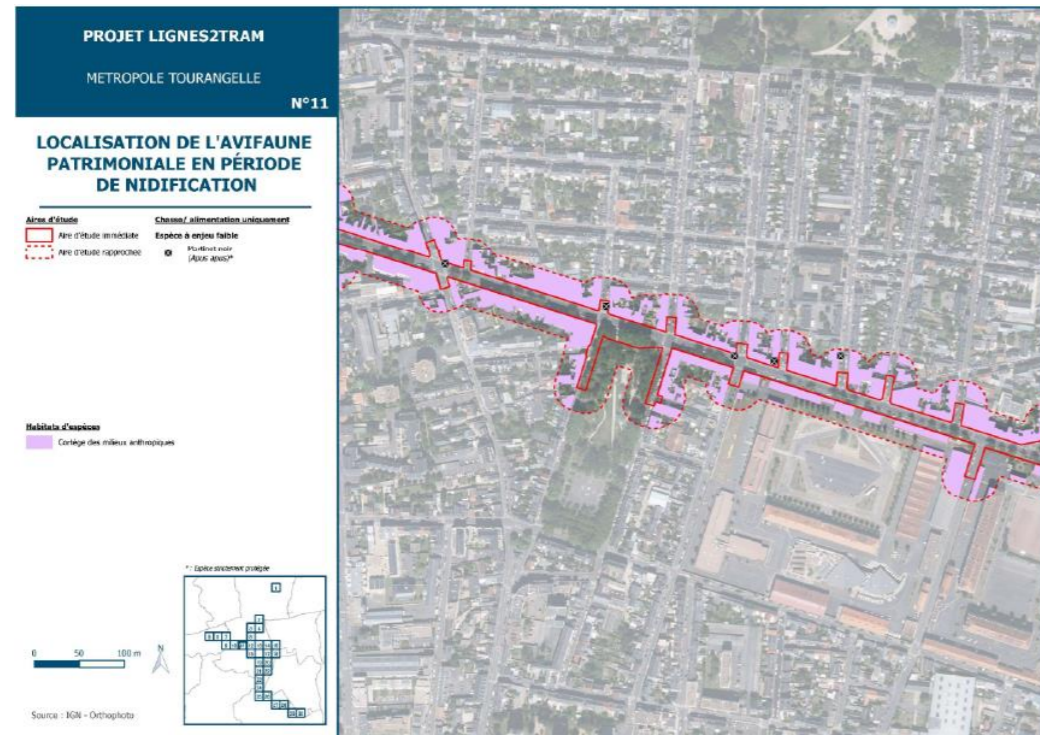 PROJET LIGNES2TRAM
METROPOLE TOURANGELLE
N°11
LOCALISATION DE L'AVIFAUNE
PATRIMONIALE EN PÉRIODE
DE NIDIFICATION
Aires d'étude
Aire d'étude immédiate
Aire d'étude rapprochée
Chasse/ alimentation uniquement
Espèce à enjeu faible
Martinet noir
(Apus apus)*
Habitats d'espèces
Cortège des milieux anthropiques
* : Espèce strictement protégée
0 50 100 m
N
Source : IGN - Orthophoto